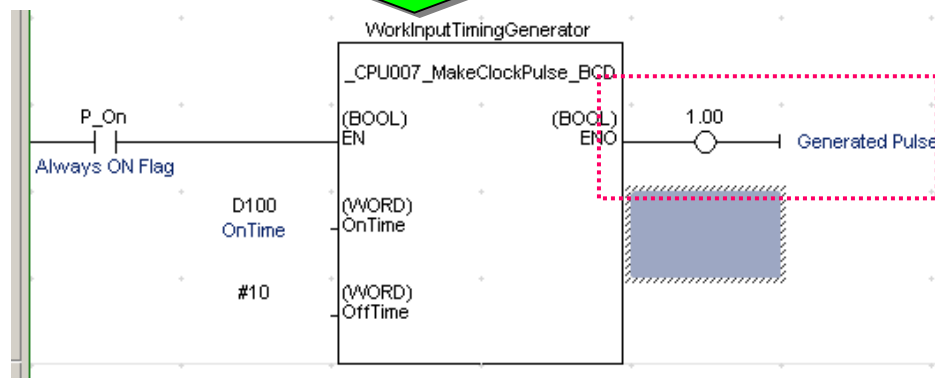 WorkInputTimingGenerator
_CPU007_MakeClockPulse_BCD
P_On
(BOOL)
EN
(BOOL)
ENO
1.00
Generated Pulse
Always ON Flag
D100
OnTime
(WORD)
OnTime
#10
(WORD)
OffTime